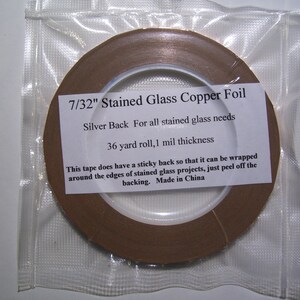 7/32" Stained Glass Copper Foil
Silver Back For all stained glass needs
36 yard roll,1 mil thickness
This tape does have a sticky back so that it can be wrapped
around the edges of stained glass projects, just peel off the
backing. Made in China